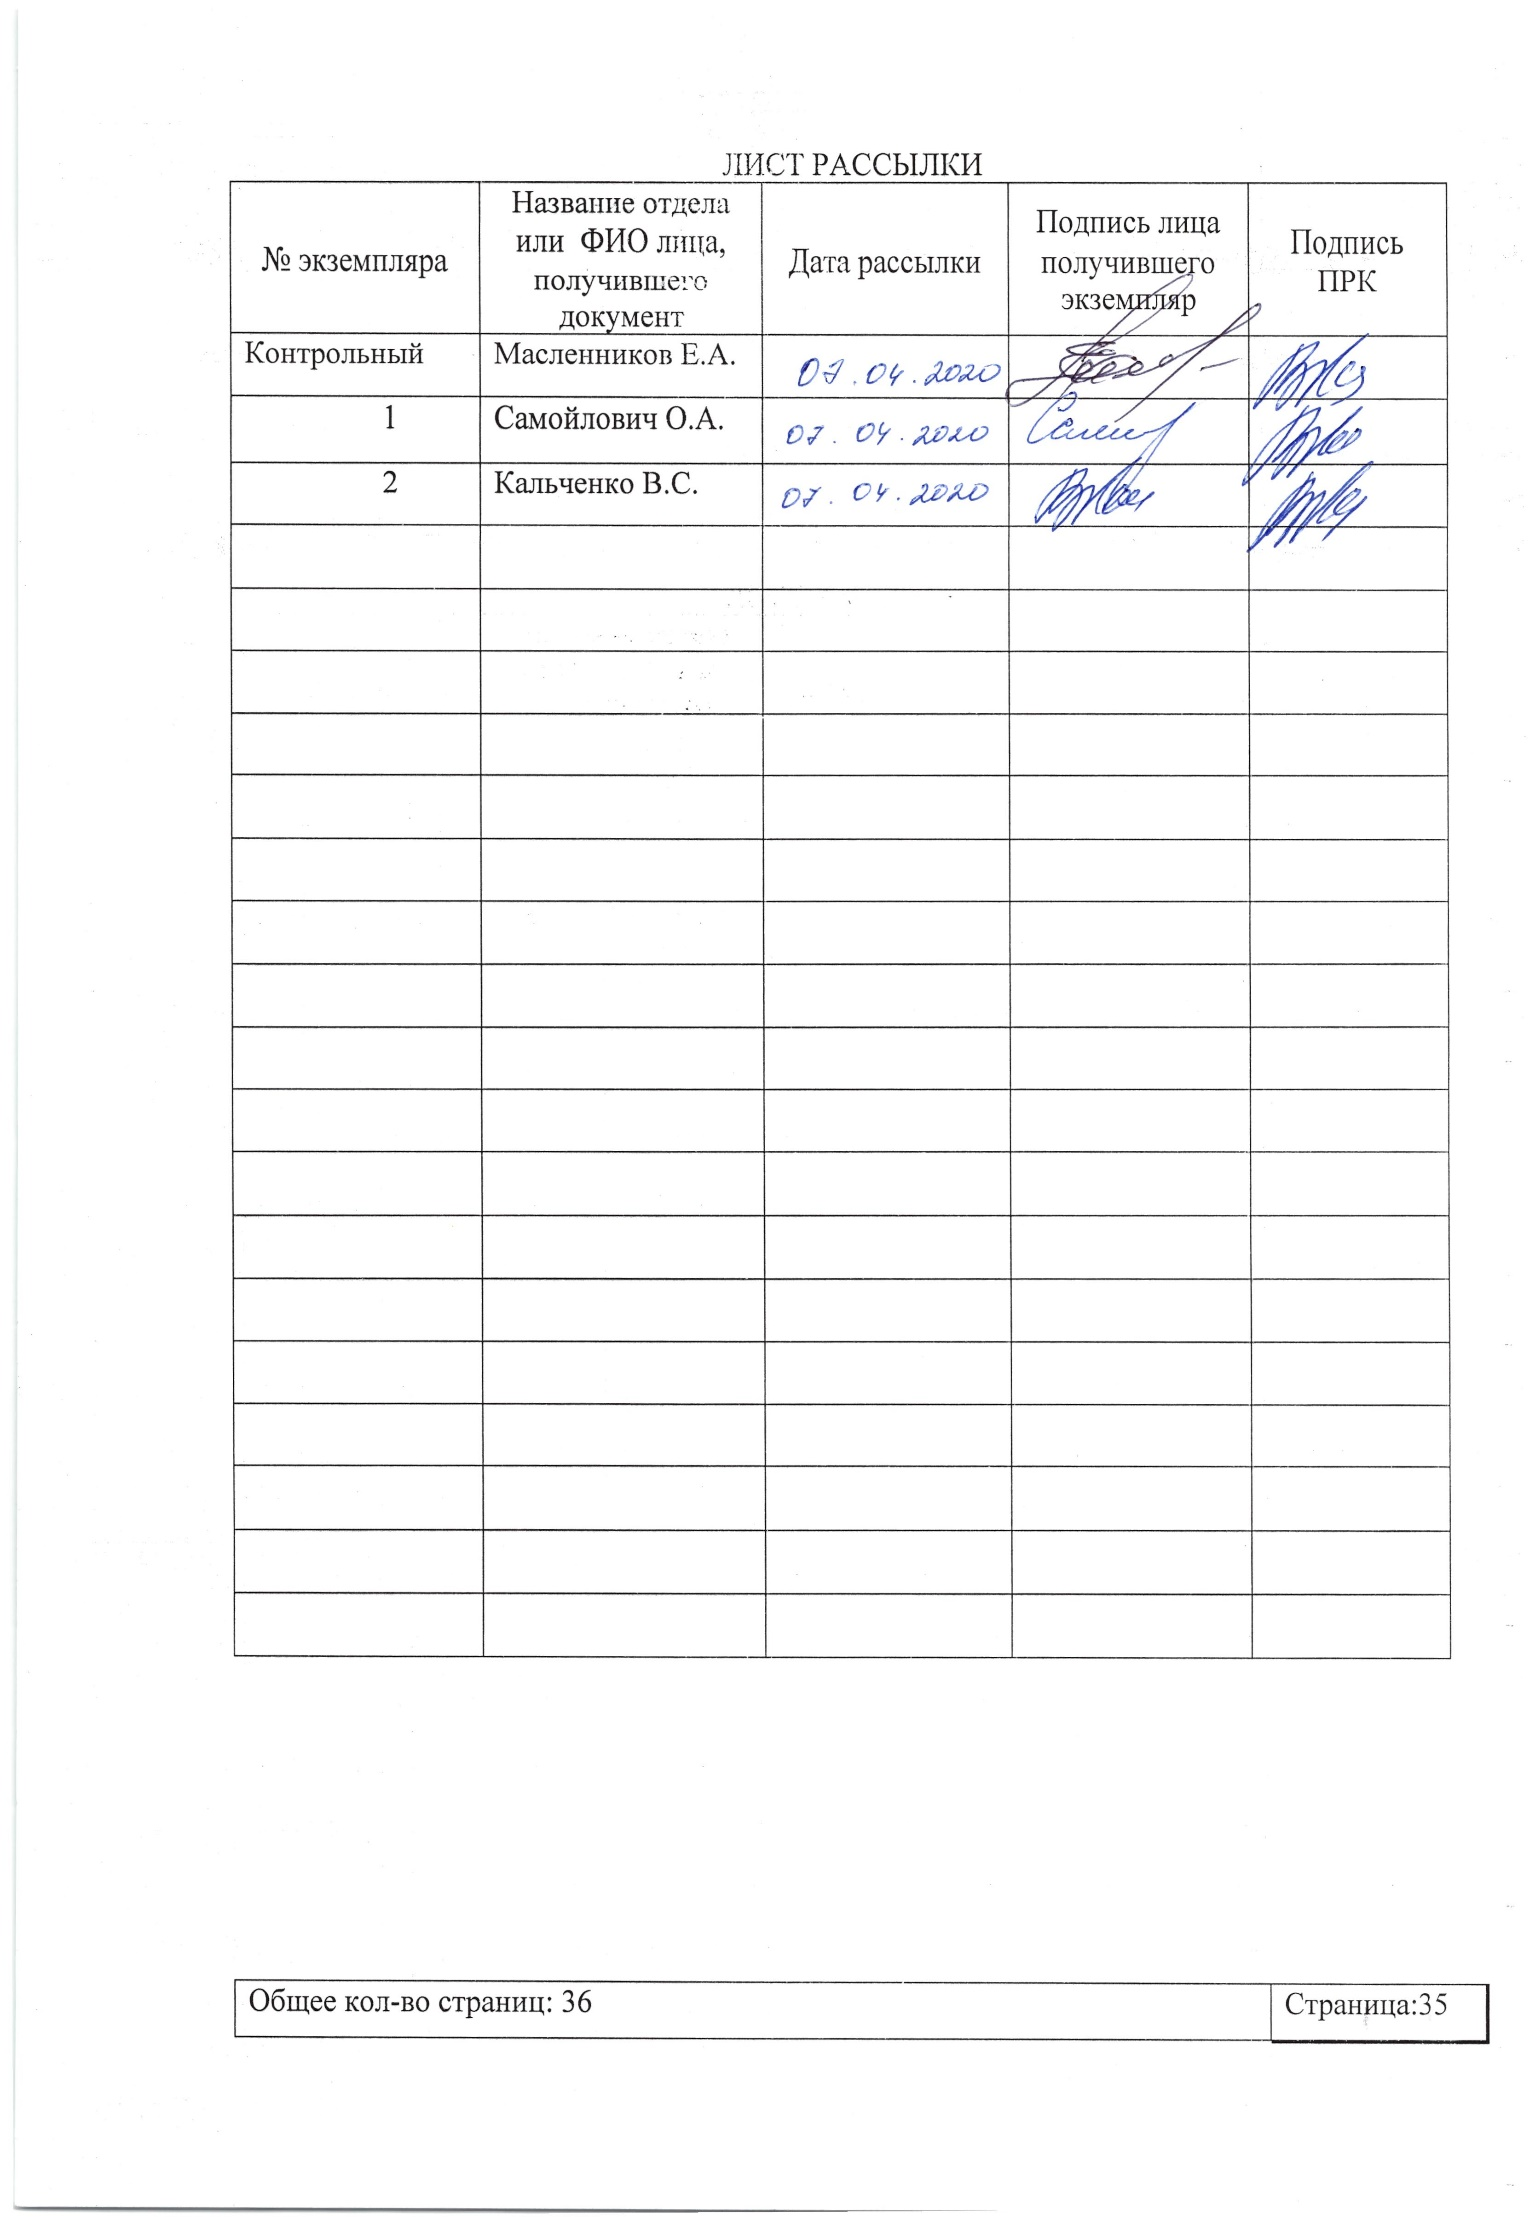 ЛИСТ РАССЫЛКИ
№ экземпляра
Название отдела
или ФИО лица,
получившего
документ
Дата рассылки
Подпись лица
получившего
экземпляр
Подпись
ПРК
Контрольный Масленников Е.А. 07.04.2020
1 Самойлович О.А. 07.04.2020
2 Кальченко В.С. 07.04.2020
Общее кол-во страниц: 36 Страница:35